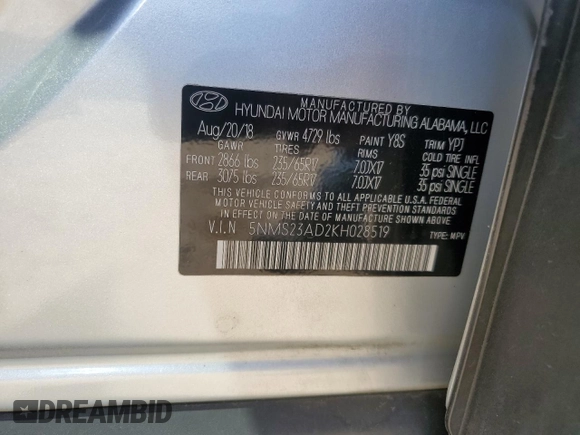 MANUFACTURED BY
HYUNDAI MOTOR MANUFACTURING ALABAMA, LLC
Aug/20/18 GVWR 4729 lbs PAINT Y8S TRIM YPJ
GAWR TIRES RIMS COLD TIRE INFL
FRONT 2866 lbs 235/65R17 7.0JX17 35 psi SINGLE
REAR 3075 lbs 235/65R17 7.0JX17 35 psi SINGLE
THIS VEHICLE CONFORMS TO ALL APPLICABLE U.S.A. FEDERAL
MOTOR VEHICLE SAFETY AND THEFT PREVENTION STANDARDS
IN EFFECT ON THE DATE OF MANUFACTURE SHOWN ABOVE.
V.I.N 5NMS23AD2KH028519 TYPE: MPV
DREAMBID